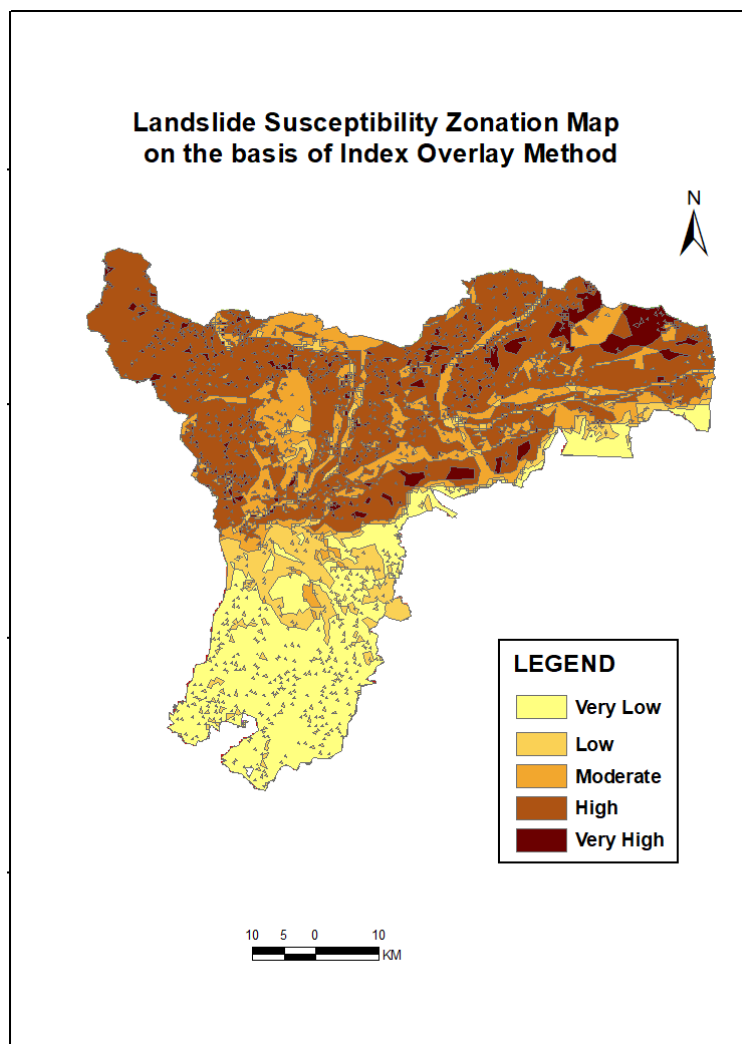 Landslide Susceptibility Zonation Map
on the basis of Index Overlay Method
N
LEGEND
Very Low
Low
Moderate
High
Very High
10 5 0 10
KM